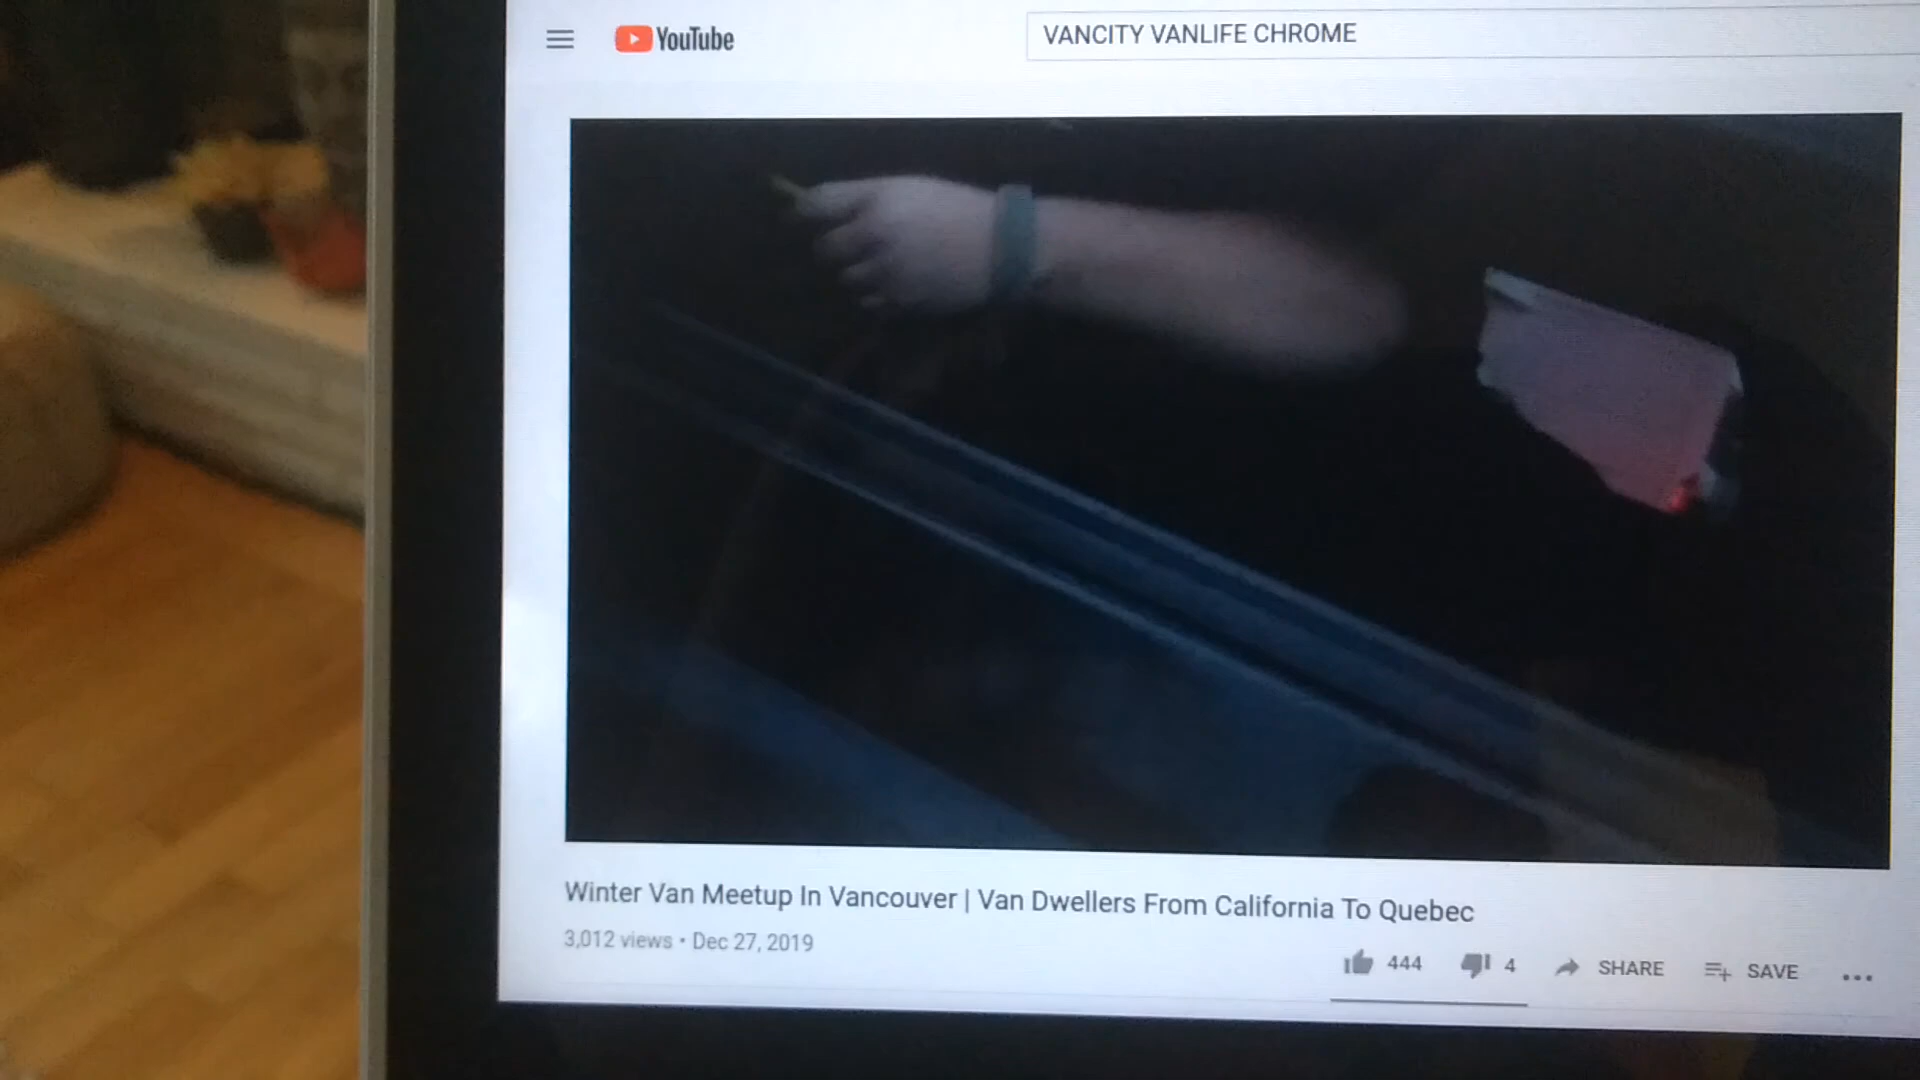 YouTube
VANCITY VANLIFE CHROME
Winter Van Meetup In Vancouver | Van Dwellers From California To Quebec
3,012 views • Dec 27, 2019
444
4
SHARE
SAVE